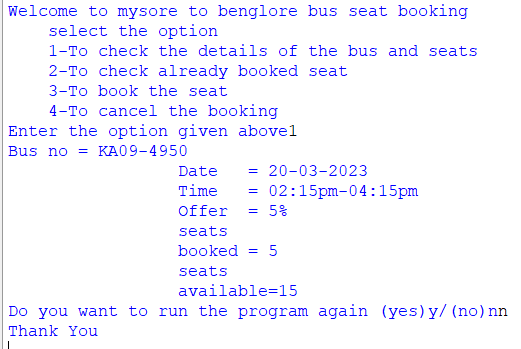 Welcome to mysore to benglore bus seat booking
select the option
1-To check the details of the bus and seats
2-To check already booked seat
3-To book the seat
4-To cancel the booking
Enter the option given above1
Bus no = KA09-4950
Date = 20-03-2023
Time = 02:15pm-04:15pm
Offer = 5%
seats
booked = 5
seats
available=15
Do you want to run the program again (yes)y/(no)nn
Thank You